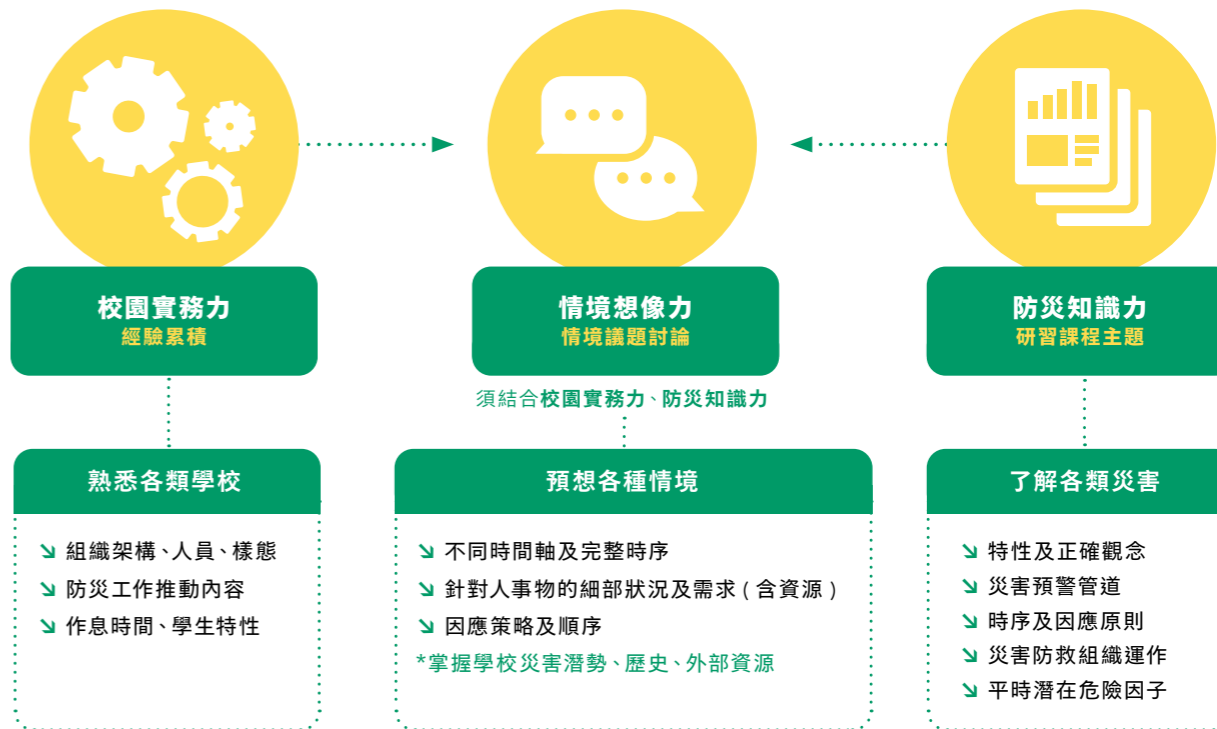 校園實務力
經驗累積
熟悉各類學校
組織架構、人員、樣態
防災工作推動內容
作息時間、學生特性
情境想像力
情境議題討論
須結合校園實務力、防災知識力
預想各種情境
不同時間軸及完整時序
針對人事物的細部狀況及需求 ( 含資源 )
因應策略及順序
*掌握學校災害潛勢、歷史、外部資源
防災知識力
研習課程主題
了解各類災害
特性及正確觀念
災害預警管道
時序及因應原則
災害防救組織運作
平時潛在危險因子